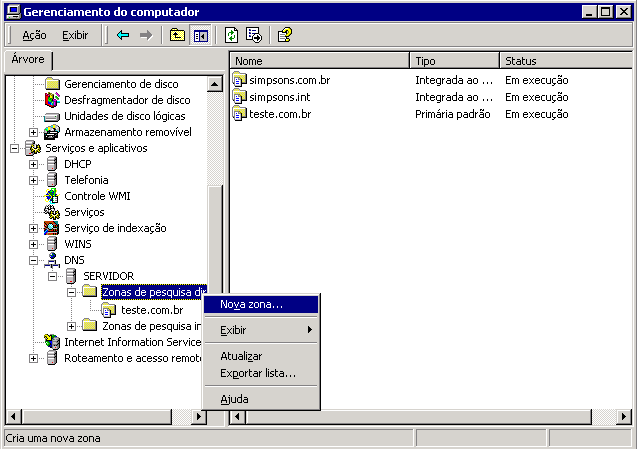 Gerenciamento do computador
Ação Exibir
Árvore
Gerenciamento de disco
Desfragmentador de disco
Unidades de disco lógicas
Armazenamento removível
Serviços e aplicativos
DHCP
Telefonia
Controle WMI
Serviços
Serviço de indexação
WINS
DNS
SERVIDOR
Zonas de pesquisa dir
teste.com.br
Zonas de pesquisa in
Internet Information Service
Roteamento e acesso remoto
Nome Tipo Status
simpsons.com.br Integrada ao ... Em execução
simpsons.int Integrada ao ... Em execução
teste.com.br Primária padrão Em execução
Nova zona...
Exibir
Atualizar
Exportar lista...
Ajuda
Cria uma nova zona